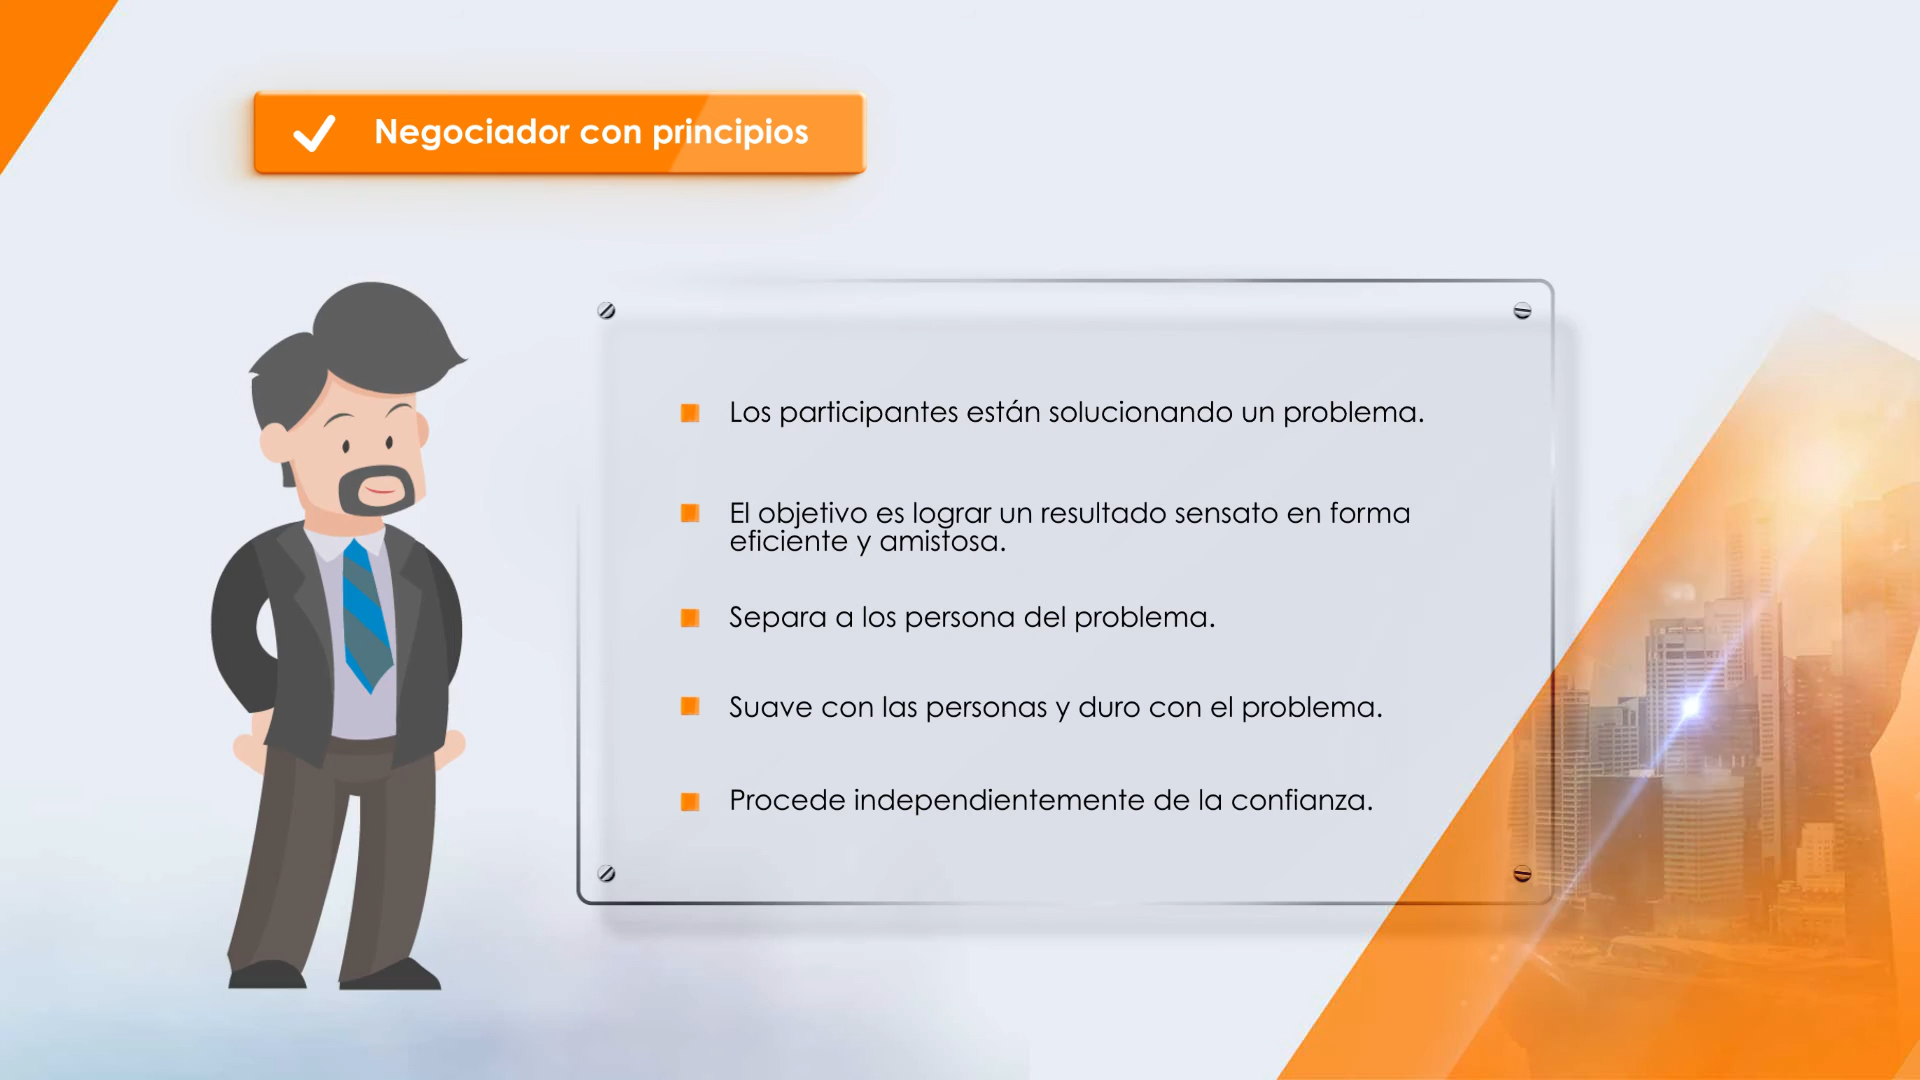 Negociador con principios
Los participantes están solucionando un problema.
El objetivo es lograr un resultado sensato en forma
eficiente y amistosa.
Separa a los persona del problema.
Suave con las personas y duro con el problema.
Procede independientemente de la confianza.